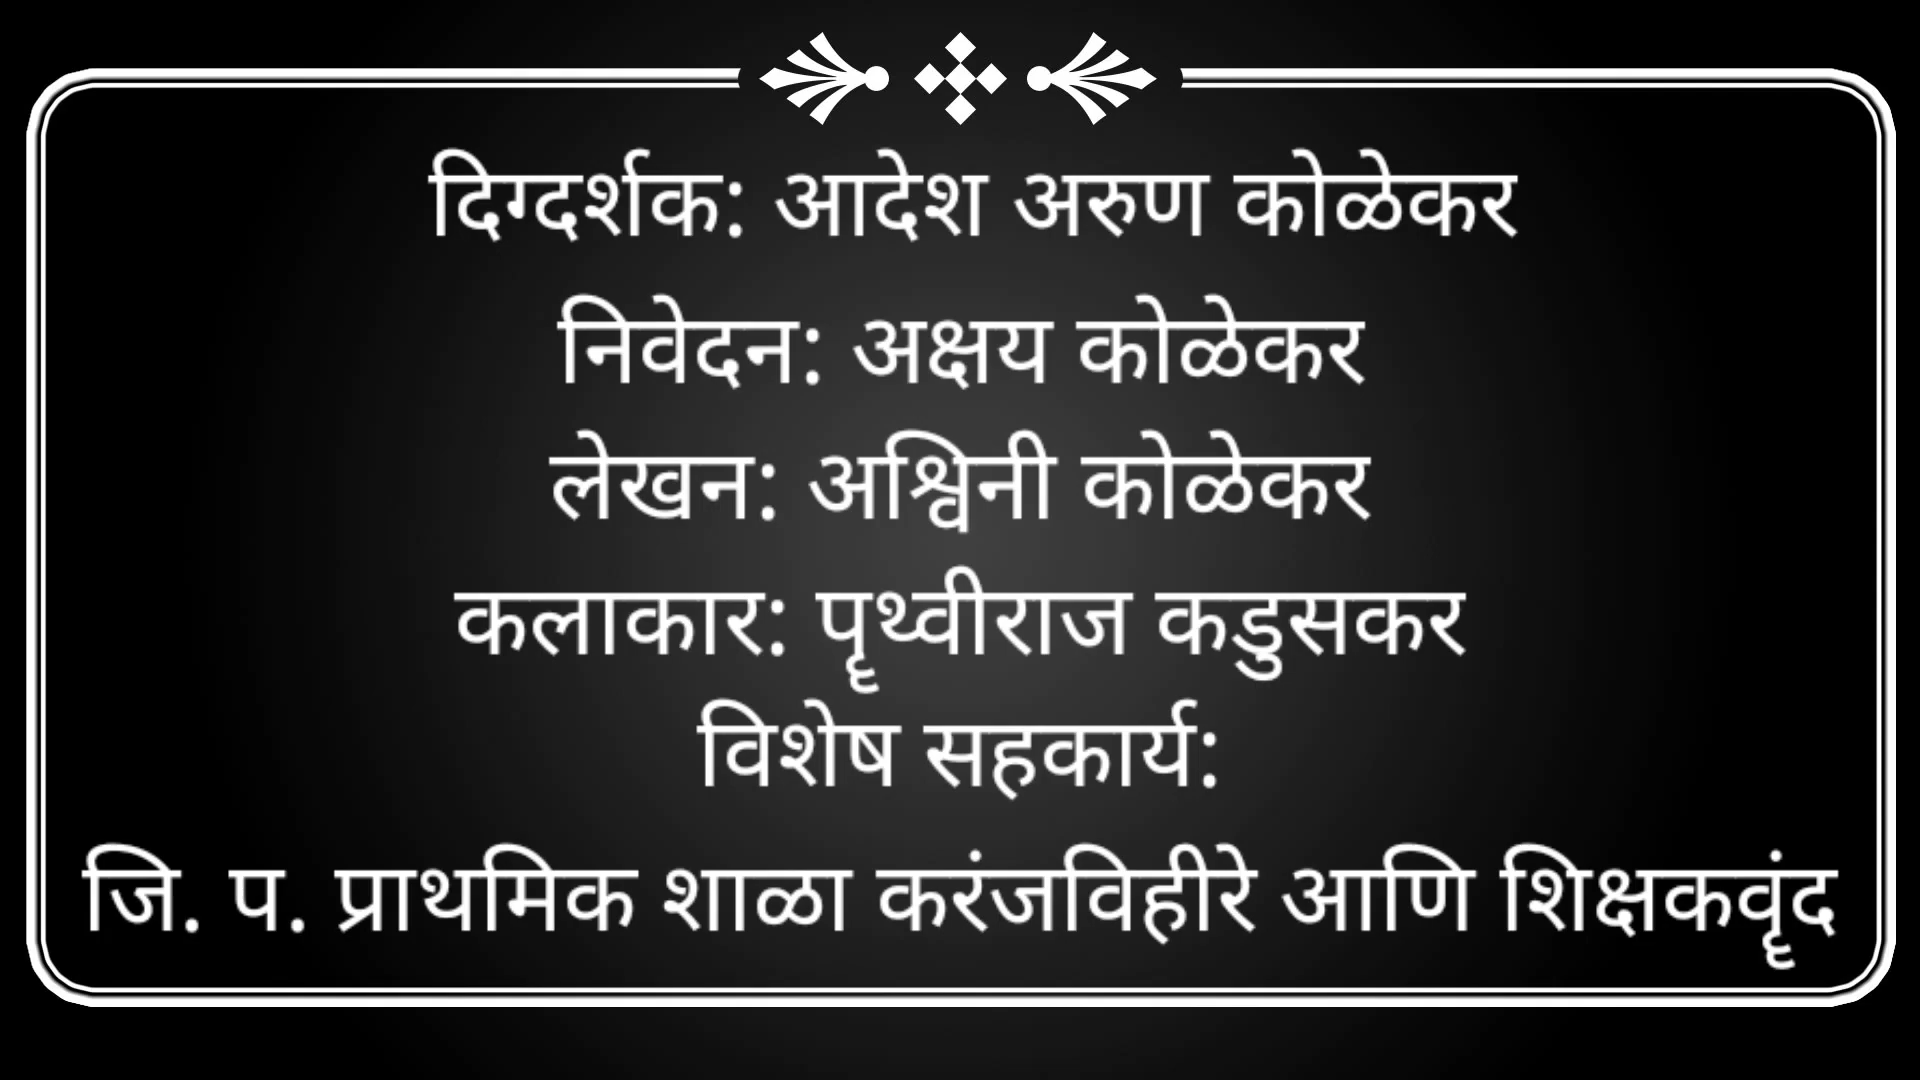 दिग्दर्शक: आदेश अरुण कोळेकर
निवेदन: अक्षय कोळेकर
लेखन: अश्विनी कोळेकर
कलाकार: पॄथ्वीराज कडुसकर
विशेष सहकार्य:
जि. प. प्राथमिक शाळा करंजविहीरे आणि शिक्षकवॄंद